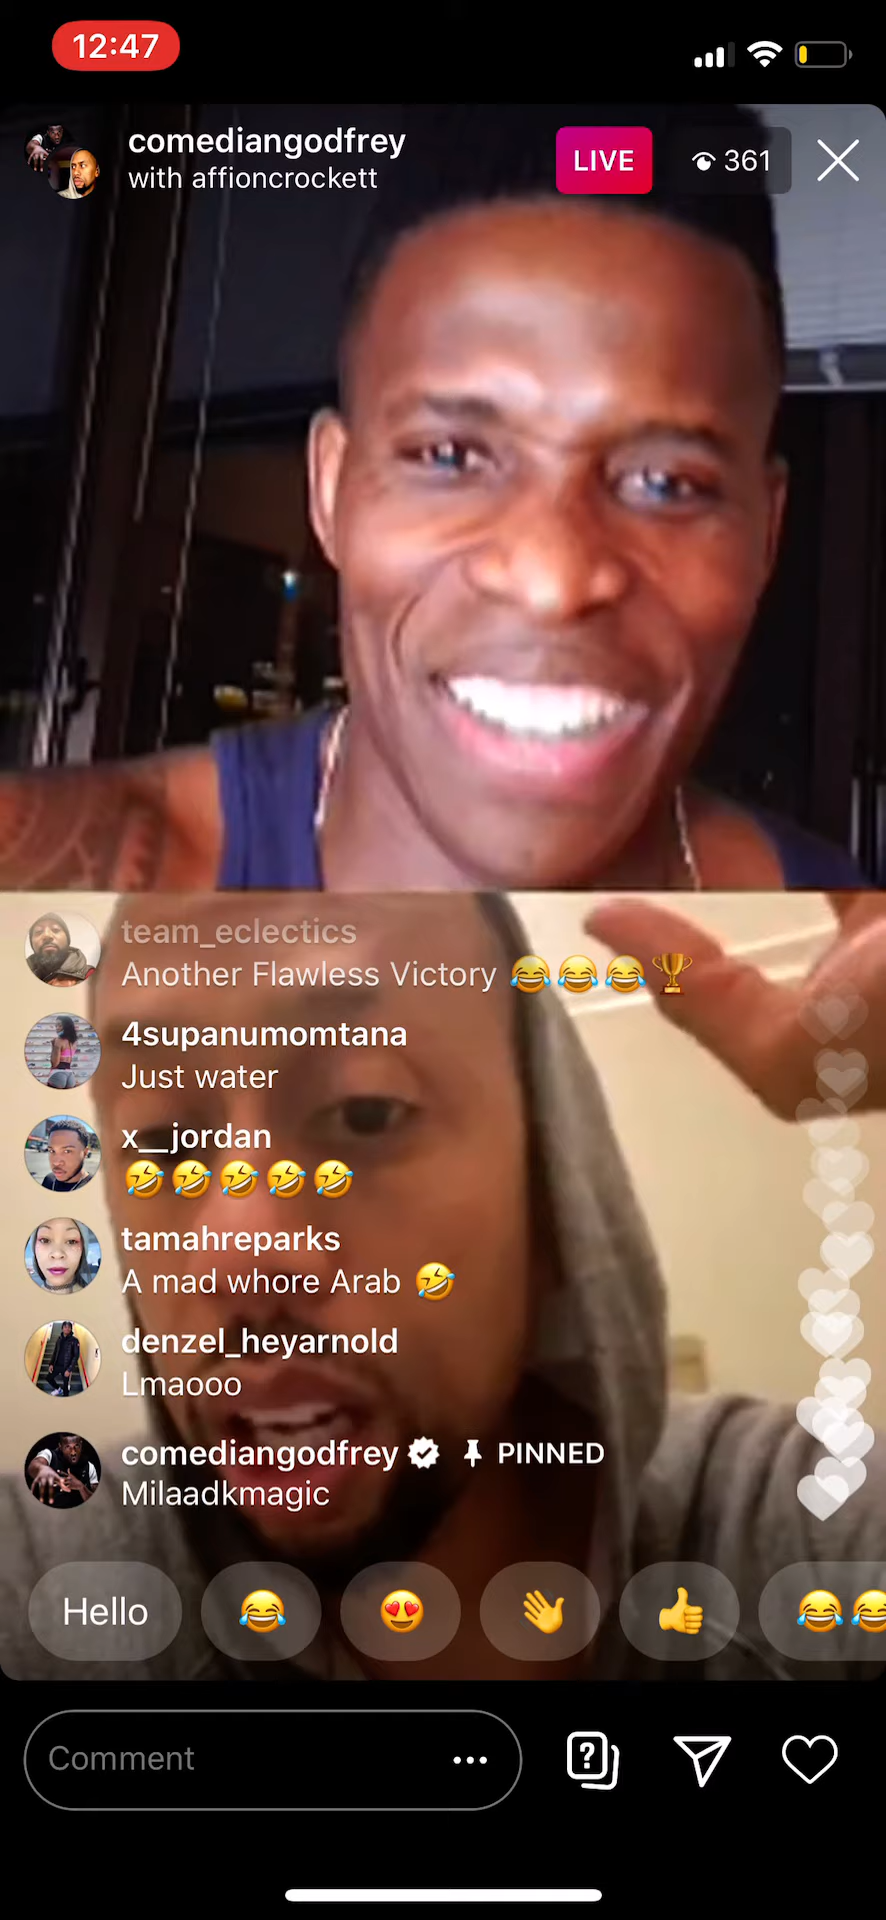 12:47
comediangodfrey
with affioncrockett
LIVE
361
team_eclectics
Another Flawless Victory 😂😂😂🏆
4supanumomtana
Just water
x__jordan
🤣🤣🤣🤣🤣
tamahreparks
A mad whore Arab 🤣
denzel_heyarnold
Lmaooo
comediangodfrey PINNED
Milaadkmagic
Hello 😂 😍 👋 👍 😂😂
Comment